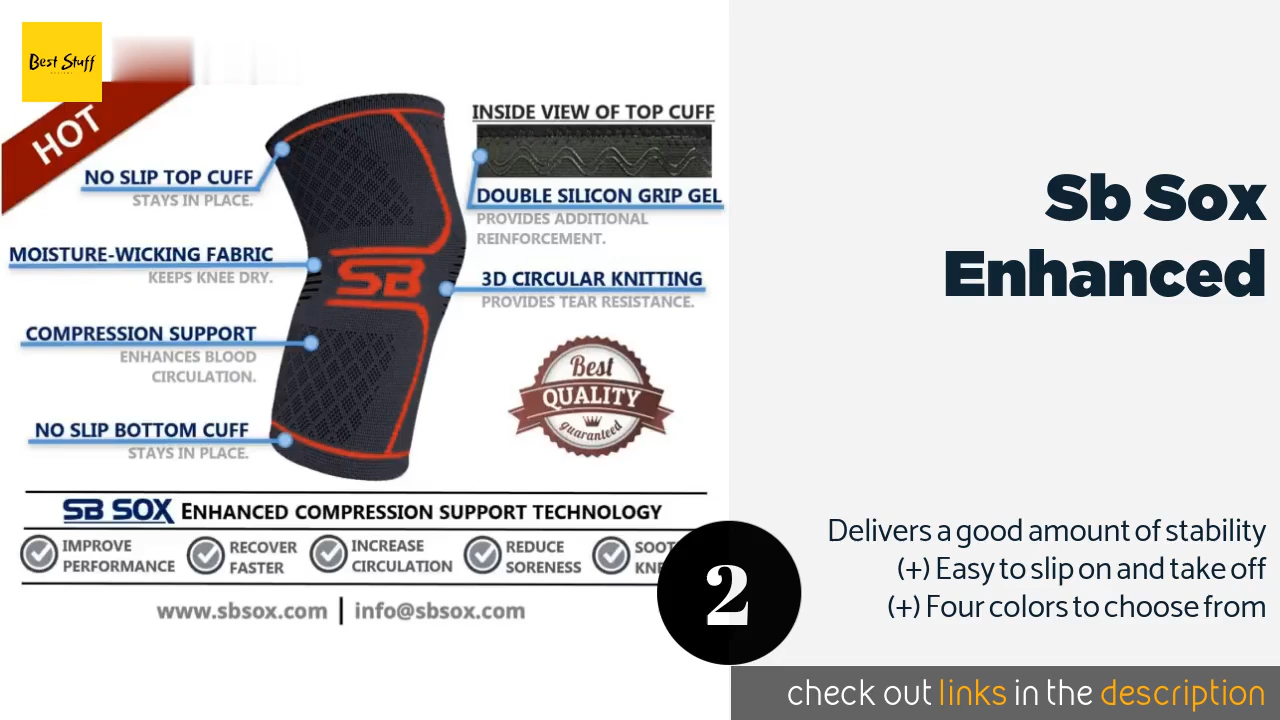 Best Stuff
HOT
INSIDE VIEW OF TOP CUFF
NO SLIP TOP CUFF
STAYS IN PLACE.
DOUBLE SILICON GRIP GEL
PROVIDES ADDITIONAL
REINFORCEMENT.
MOISTURE-WICKING FABRIC
KEEPS KNEE DRY.
3D CIRCULAR KNITTING
PROVIDES TEAR RESISTANCE.
SB
COMPRESSION SUPPORT
ENHANCES BLOOD
CIRCULATION.
Best
QUALITY
guaranteed
NO SLIP BOTTOM CUFF
STAYS IN PLACE.
SB SOX ENHANCED COMPRESSION SUPPORT TECHNOLOGY
IMPROVE
PERFORMANCE
RECOVER
FASTER
INCREASE
CIRCULATION
REDUCE
SORENESS
www.sbsox.com | info@sbsox.com
Sb Sox
Enhanced
2
Delivers a good amount of stability
(+) Easy to slip on and take off
(+) Four colors to choose from
check out links in the description